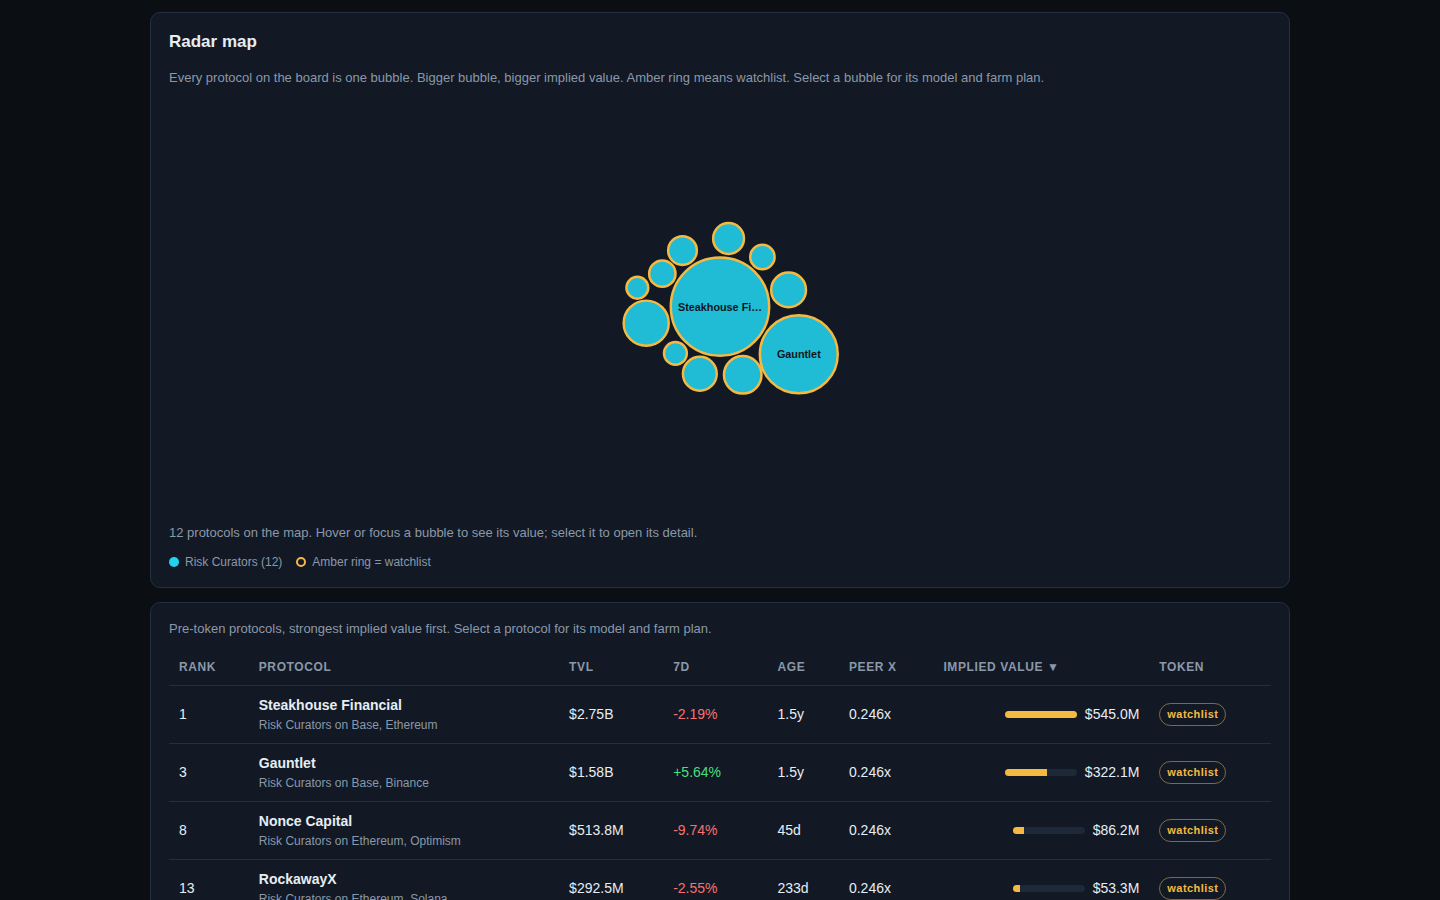 Radar map
Every protocol on the board is one bubble. Bigger bubble, bigger implied value. Amber ring means watchlist. Select a bubble for its model and farm plan.
Steakhouse Fi…
Gauntlet
12 protocols on the map. Hover or focus a bubble to see its value; select it to open its detail.
Risk Curators (12) Amber ring = watchlist
Pre-token protocols, strongest implied value first. Select a protocol for its model and farm plan.
RANK PROTOCOL TVL 7D AGE PEER X IMPLIED VALUE ▼ TOKEN
Steakhouse Financial
1 $2.75B -2.19% 1.5y 0.246x $545.0M watchlist
Risk Curators on Base, Ethereum
Gauntlet
3 $1.58B +5.64% 1.5y 0.246x $322.1M watchlist
Risk Curators on Base, Binance
Nonce Capital
8 $513.8M -9.74% 45d 0.246x $86.2M watchlist
Risk Curators on Ethereum, Optimism
RockawayX
13 $292.5M -2.55% 233d 0.246x $53.3M watchlist
Risk Curators on Ethereum, Solana